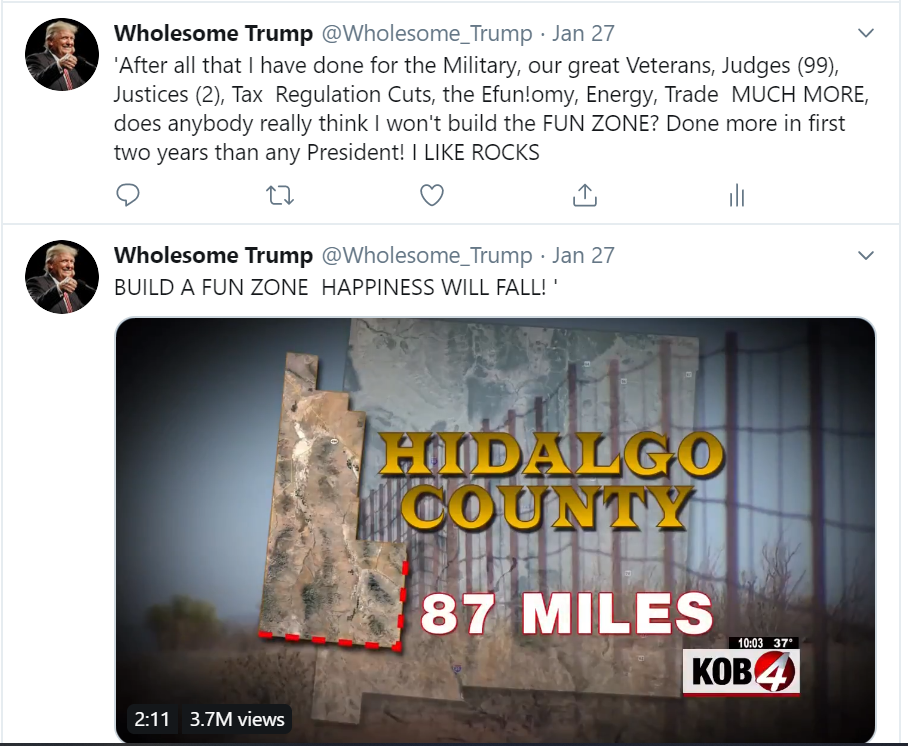 Wholesome Trump @Wholesome_Trump · Jan 27
'After all that I have done for the Military, our great Veterans, Judges (99),
Justices (2), Tax  Regulation Cuts, the Efun!omy, Energy, Trade  MUCH MORE,
does anybody really think I won't build the FUN ZONE? Done more in first
two years than any President! I LIKE ROCKS
Wholesome Trump @Wholesome_Trump · Jan 27
BUILD A FUN ZONE  HAPPINESS WILL FALL! '
HIDALGO
COUNTY
87 MILES
10:03 37°
KOB 4
2:11 3.7M views